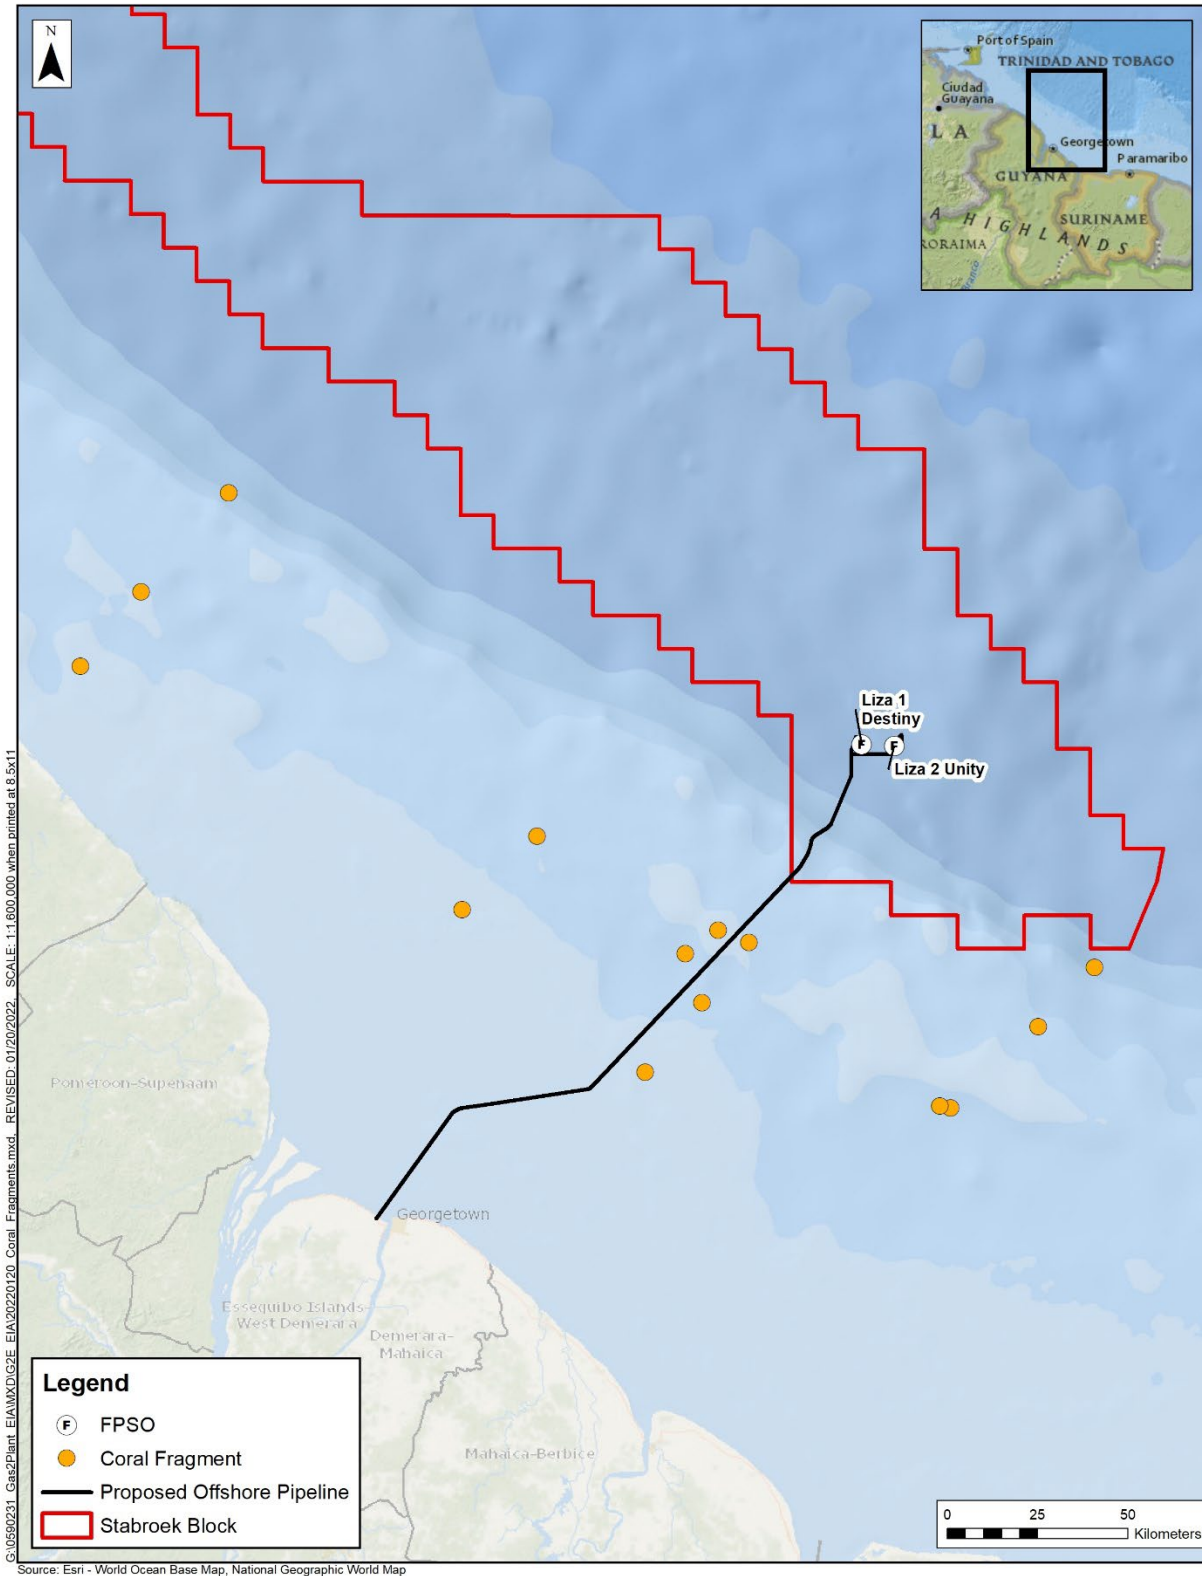 N
Port of Spain
TRINIDAD AND TOBAGO
Ciudad
Guayana
L A
Georgetown
Paramaribo
GUYANA
SURINAME
A HIGHLANDS
RORAIMA
Branco
Liza 1
Destiny
F
F
Liza 2 Unity
Pomeroon-Supenaam
Georgetown
Essequibo Islands-
West Demerara
Demerara-
Mahaica
Mahaica-Berbice
Legend
F FPSO
Coral Fragment
Proposed Offshore Pipeline
Stabroek Block
0 25 50
Kilometers
G:\0590231 Gas2Plant EIA\MXD\G2E EIA\20220120 Coral Fragments.mxd, REVISED: 01/20/2022, SCALE: 1:1,600,000 when printed at 8.5x11
Source: Esri - World Ocean Base Map, National Geographic World Map